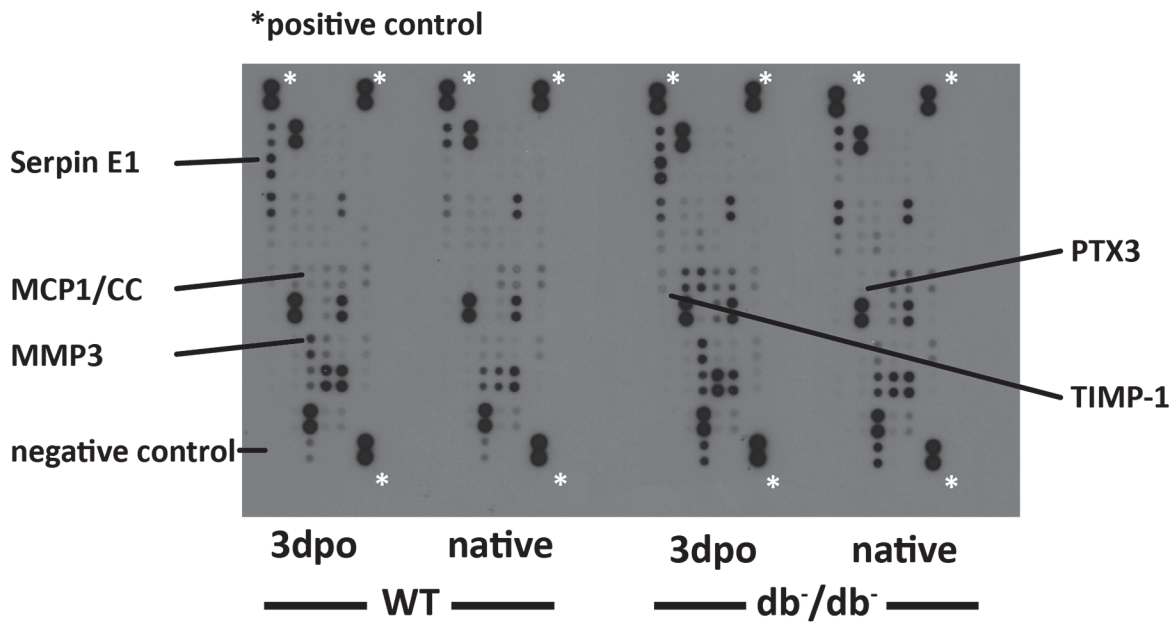 *positive control
* * * * * * * *
Serpin E1
MCP1/CC
PTX3
MMP3
TIMP-1
negative control
* * * *
3dpo native 3dpo native
WT db⁻/db⁻